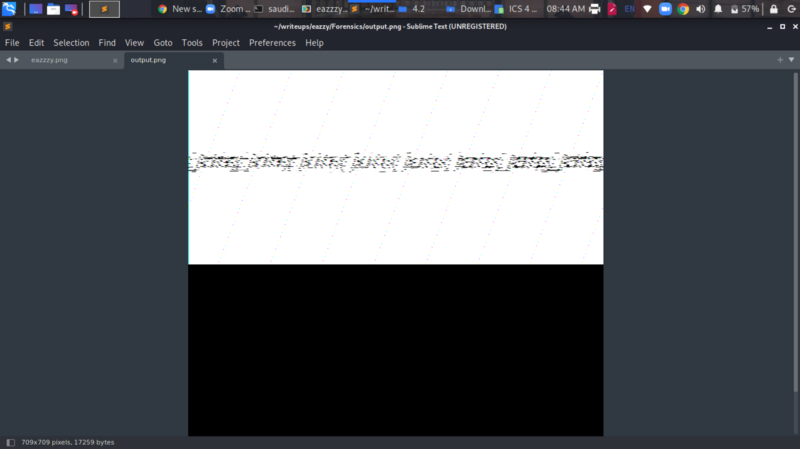 New s... Zoom ... saudi... eazzzy... ~/writ... 4.2 Downl... ICS 4 ... 08:44 AM EN 57%
~/writeups/eazzy/Forensics/output.png - Sublime Text (UNREGISTERED)
File Edit Selection Find View Goto Tools Project Preferences Help
eazzzy.png output.png
709x709 pixels, 17259 bytes